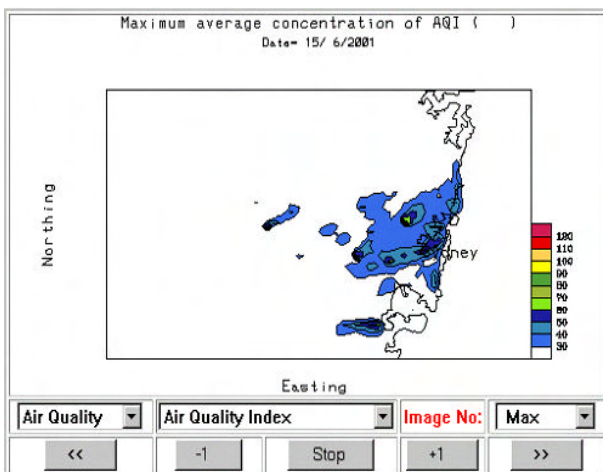 Maximum average concentration of AQI (    )
Date= 15/ 6/2001
Northing
dney
120
110
100
90
80
70
60
50
40
30
Easting
Air Quality
Air Quality Index
Image No:
Max
<<
-1
Stop
+1
>>